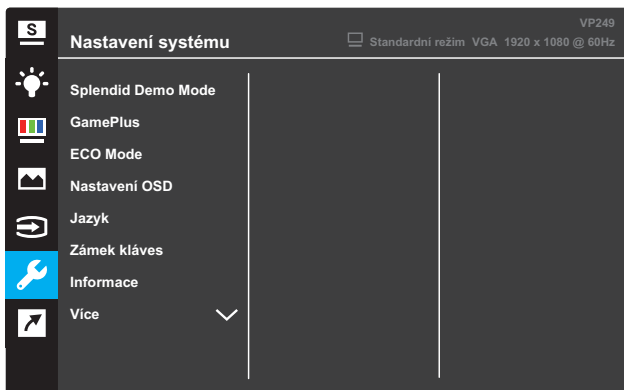 S
VP249
Nastavení systému
Standardni režim VGA 1920 x 1080 @ 60Hz
Splendid Demo Mode
GamePlus
ECO Mode
Nastavení OSD
Jazyk
Zámek kláves
Informace
Více